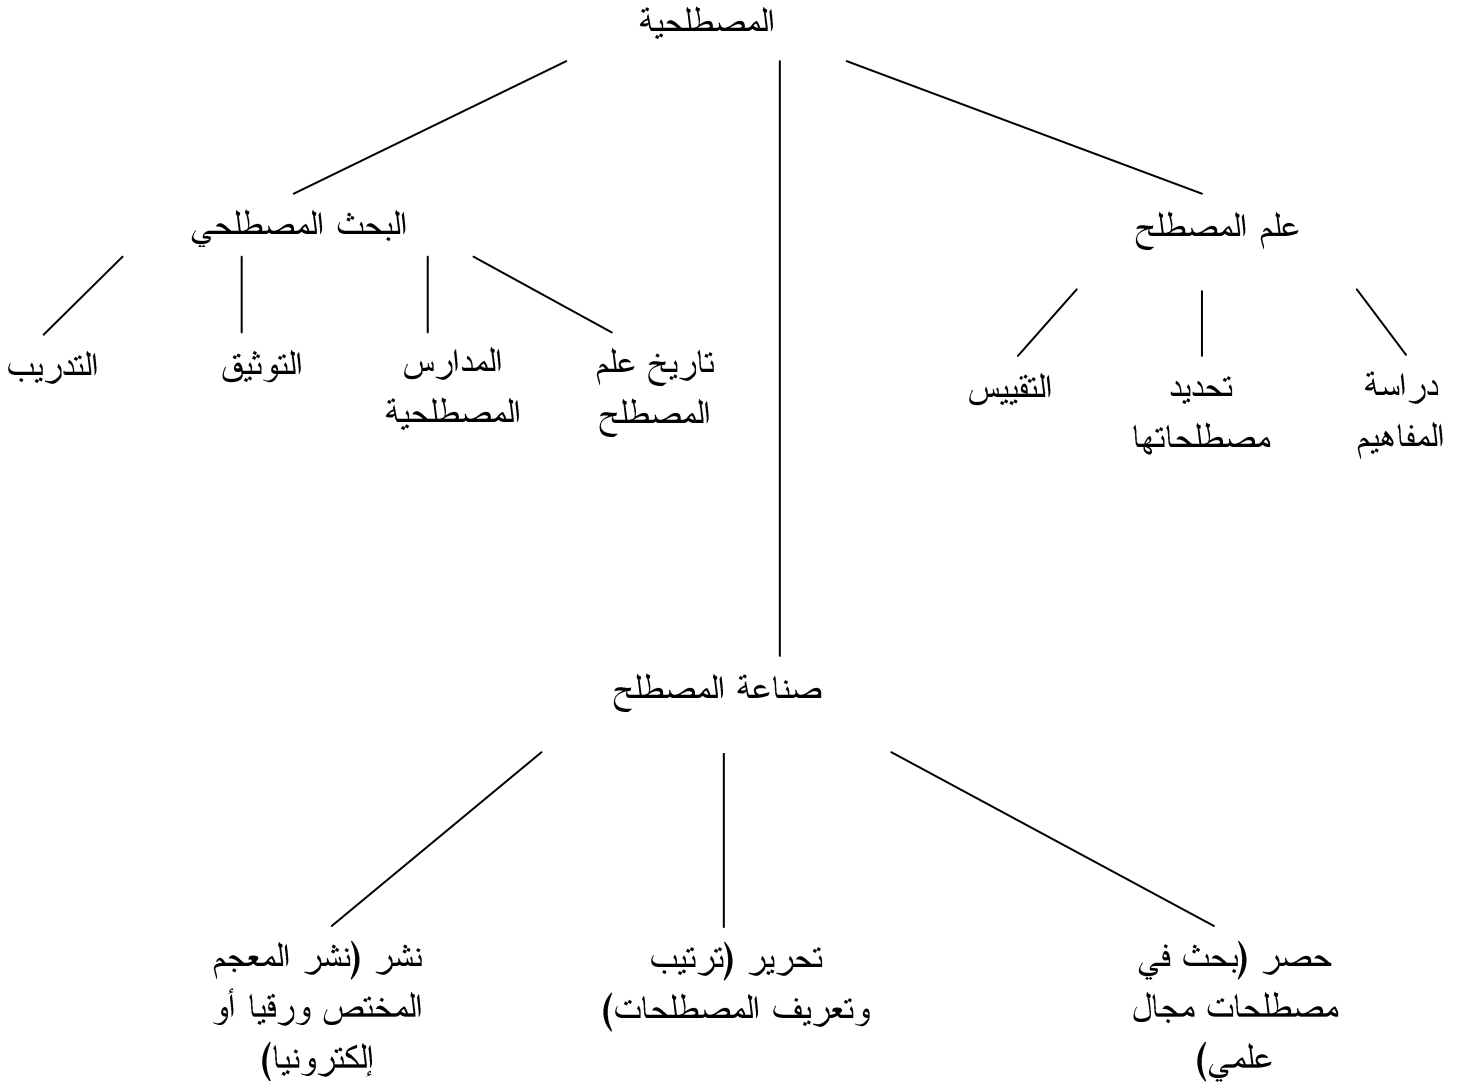 المصطلحية
علم المصطلح
البحث المصطلحي
دراسة
المفاهيم
تحديد
مصطلحاتها
التقييس
تاريخ علم
المصطلح
المدارس
المصطلحية
التوثيق
التدريب
صناعة المصطلح
حصر (بحث في
مصطلحات مجال
علمي)
تحرير (ترتيب
وتعريف المصطلحات)
نشر (نشر المعجم
المختص ورقيا أو
إلكترونيا)